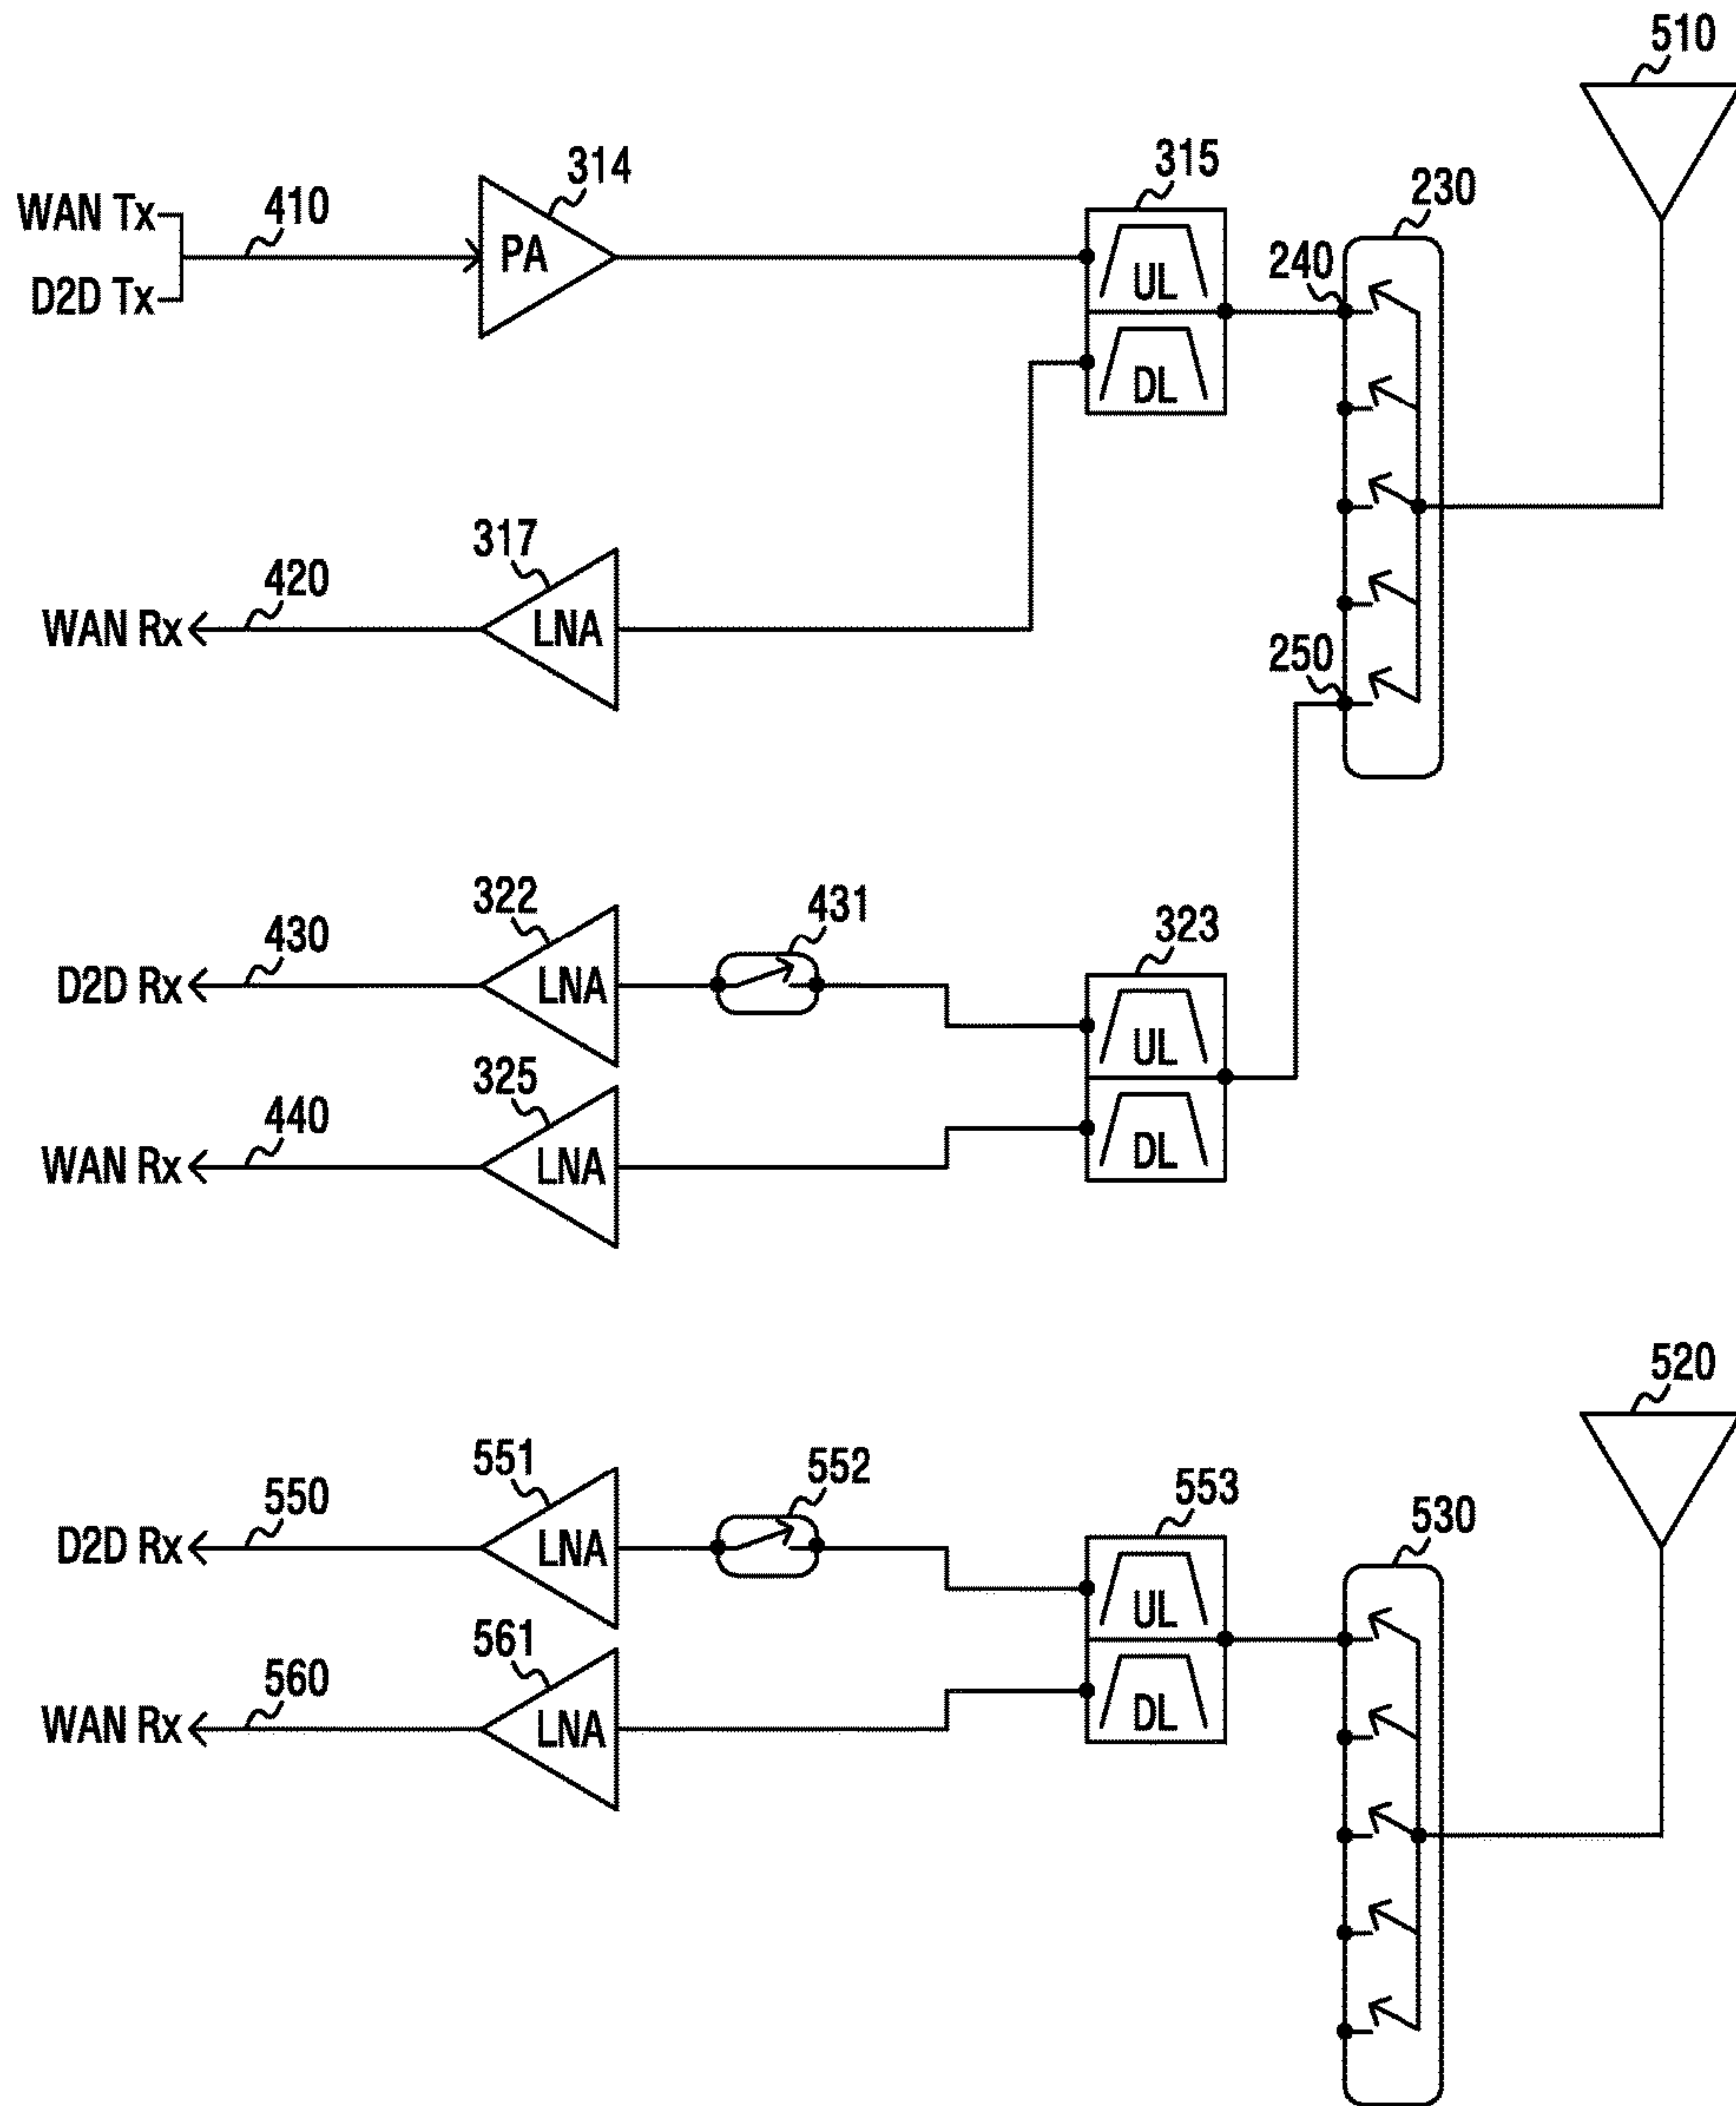 510
314
315
230
WAN Tx
410
PA
240
D2D Tx
UL
DL
317
420
LNA
WAN Rx
250
322
431
430
323
D2D Rx
LNA
UL
325
440
WAN Rx
LNA
DL
520
551
552
550
553
530
D2D Rx
LNA
UL
561
560
WAN Rx
LNA
DL